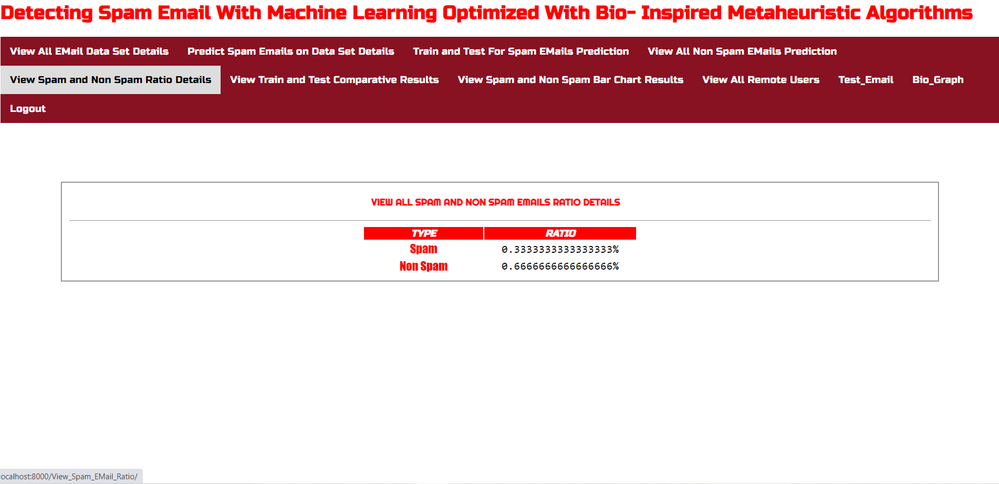 Detecting Spam Email With Machine Learning Optimized With Bio- Inspired Metaheuristic Algorithms
View All EMail Data Set Details Predict Spam Emails on Data Set Details Train and Test For Spam EMails Prediction View All Non Spam EMails Prediction
View Spam and Non Spam Ratio Details View Train and Test Comparative Results View Spam and Non Spam Bar Chart Results View All Remote Users Test_Email Bio_Graph
Logout
VIEW ALL SPAM AND NON SPAM EMAILS RATIO DETAILS
TYPE RATIO
Spam 0.3333333333333333%
Non Spam 0.6666666666666666%
localhost:8000/View_Spam_EMail_Ratio/